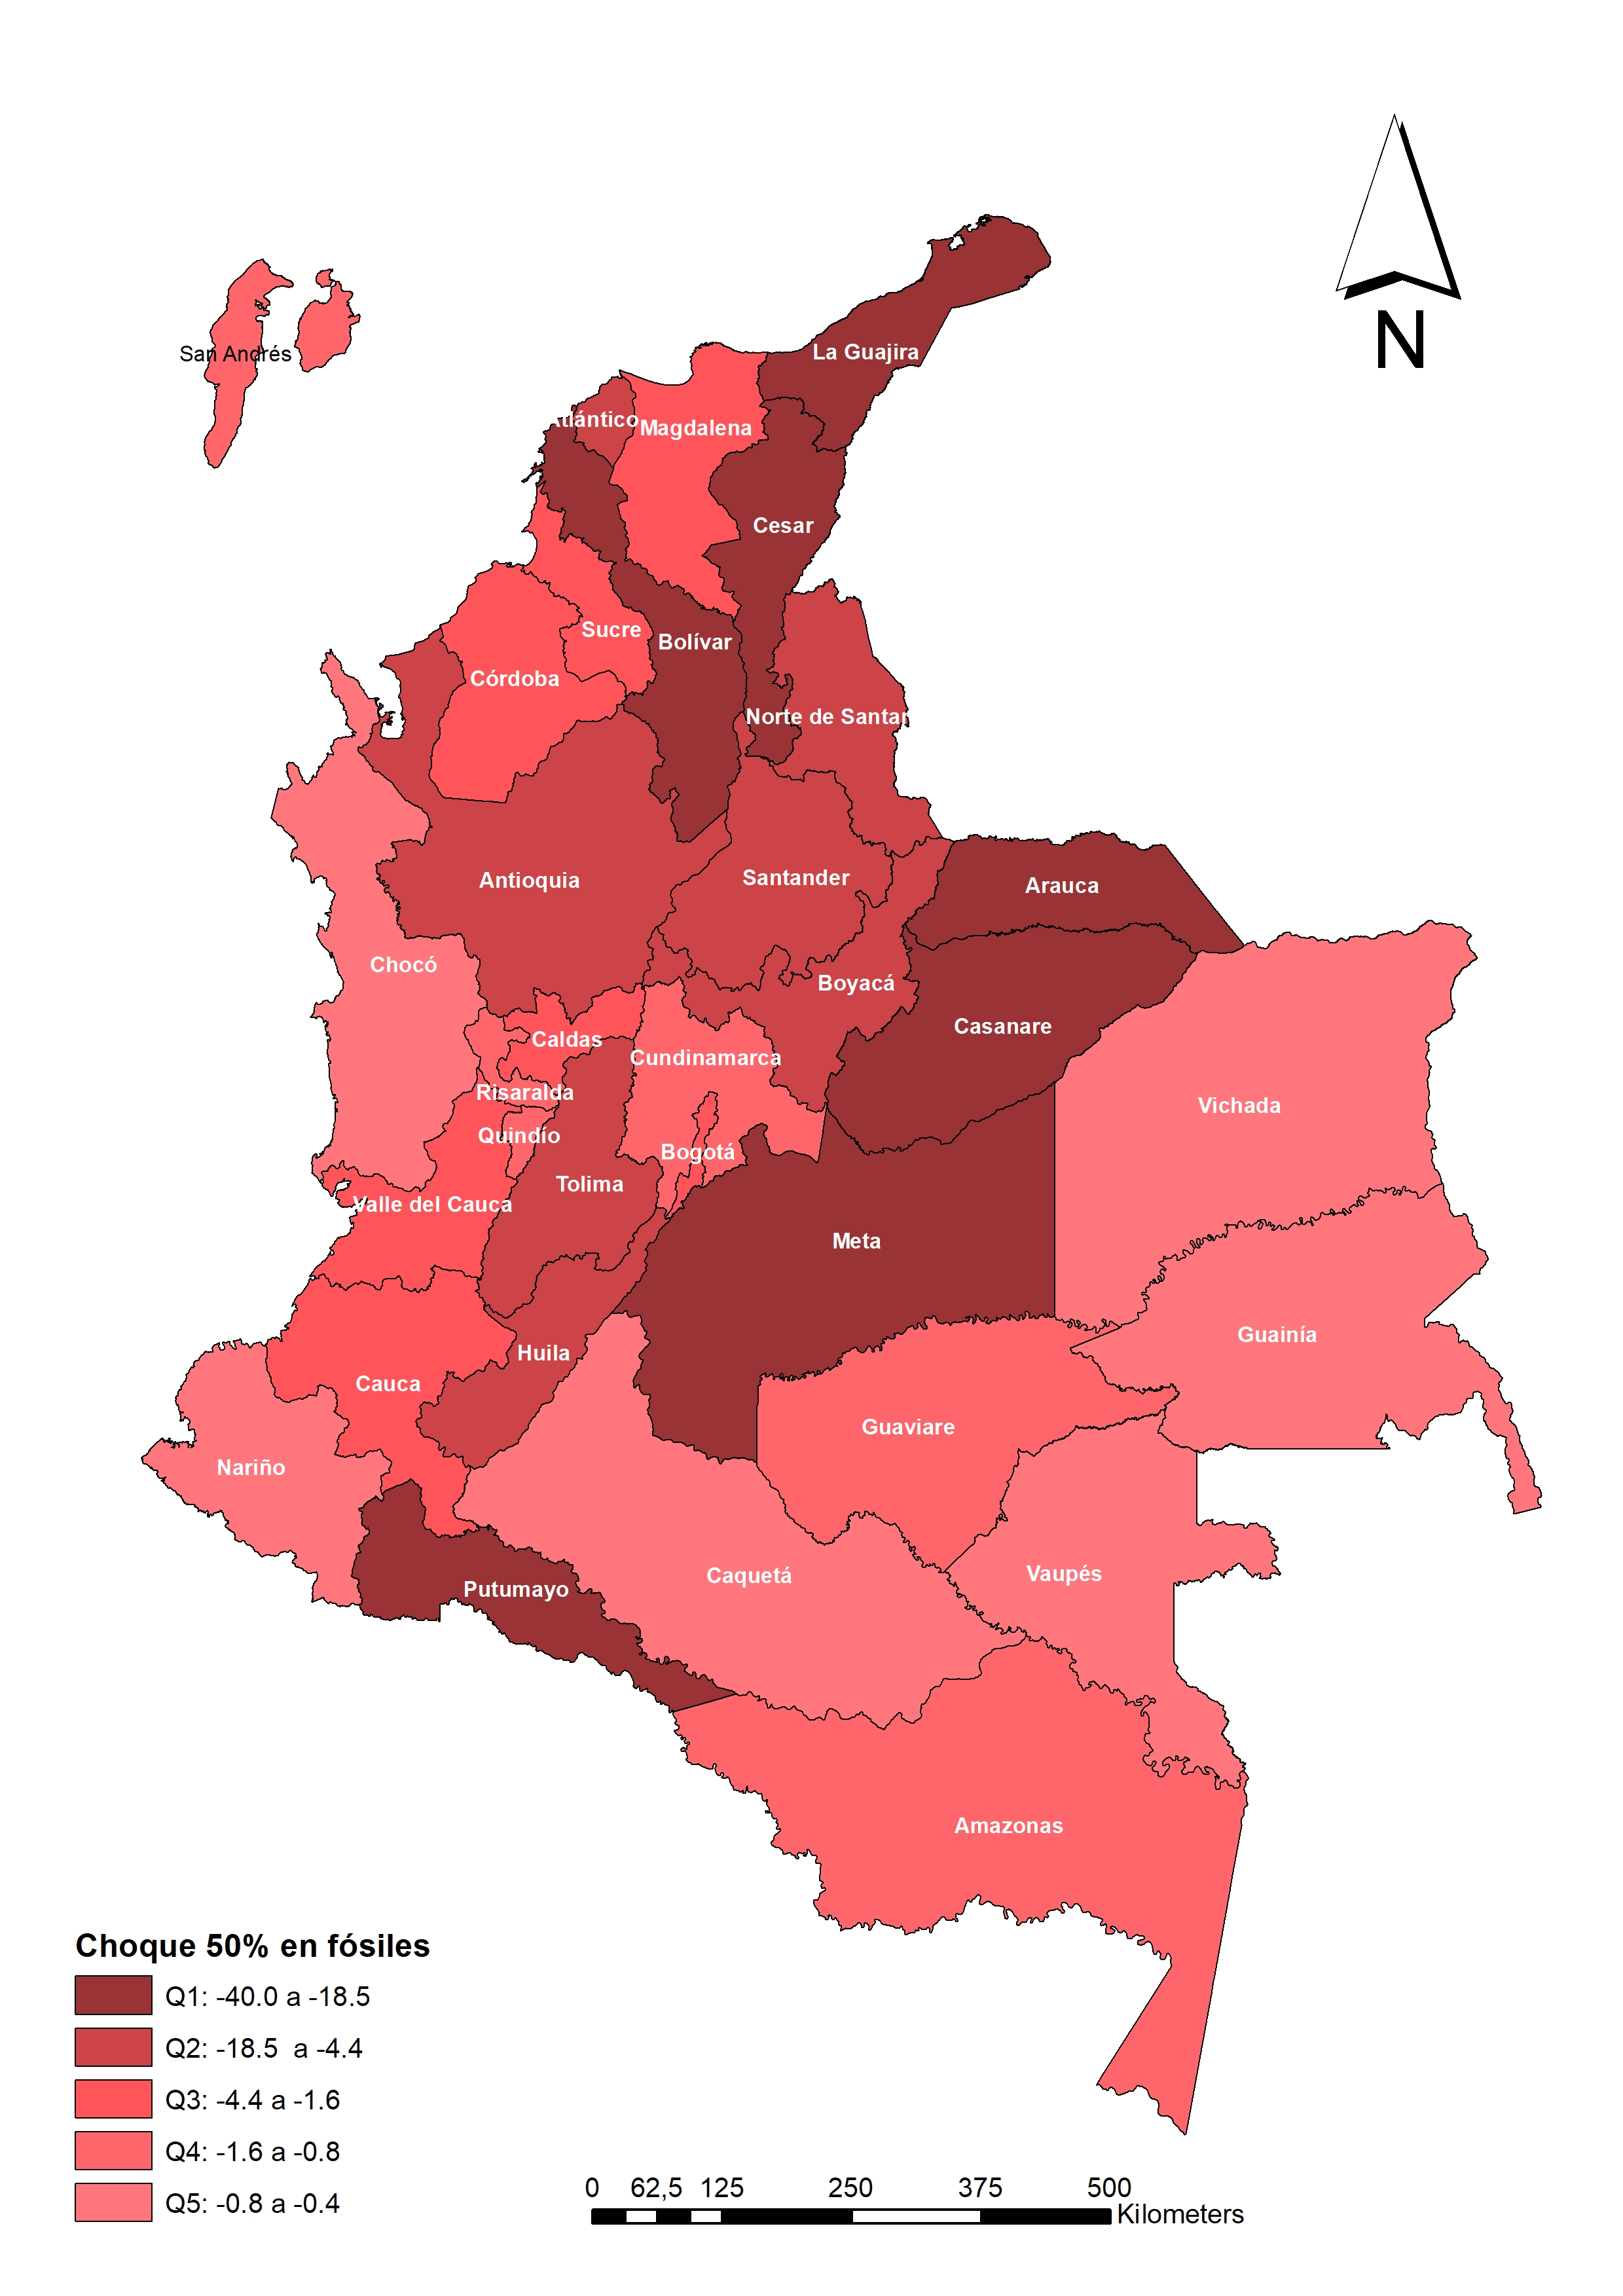 N
La Guajira
San Andrés
Atlántico
Magdalena
Cesar
Sucre
Bolívar
Córdoba
Norte de Santan
Antioquia
Santander
Arauca
Chocó
Boyacá
Casanare
Caldas
Cundinamarca
Risaralda
Vichada
Quindío
Bogotá
Tolima
Valle del Cauca
Meta
Guainía
Huila
Cauca
Guaviare
Nariño
Vaupés
Caquetá
Putumayo
Amazonas
Choque 50% en fósiles
Q1: -40.0 a -18.5
Q2: -18.5  a -4.4
Q3: -4.4 a -1.6
Q4: -1.6 a -0.8
Q5: -0.8 a -0.4
0 62,5 125 250 375 500
Kilometers